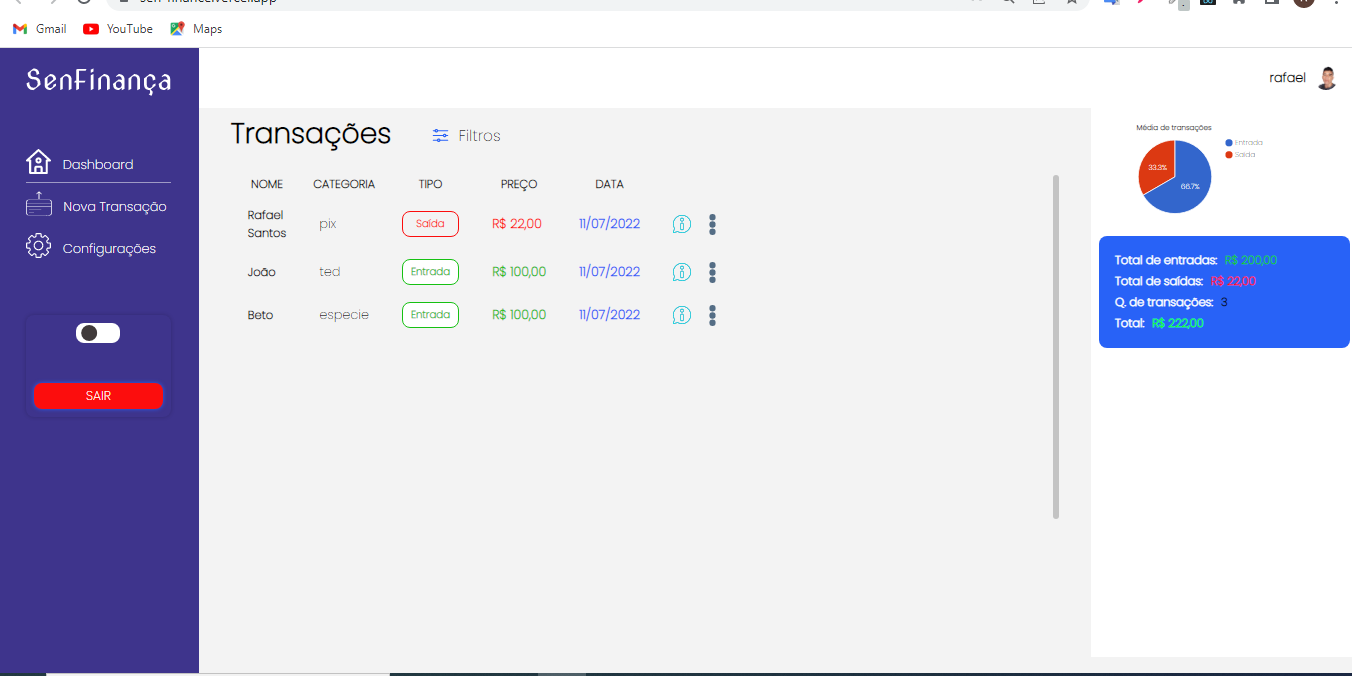 Gmail YouTube Maps
SenFinança
rafael
Dashboard
Nova Transação
Configurações
SAIR
Transações Filtros
NOME CATEGORIA TIPO PREÇO DATA
Rafael
Santos
pix Saída R$ 22,00 11/07/2022
João ted Entrada R$ 100,00 11/07/2022
Beto especie Entrada R$ 100,00 11/07/2022
Média de transações
Entrada
Saída
33,3%
66,7%
Total de entradas: R$ 200,00
Total de saídas: R$ 22,00
Q. de transações: 3
Total: R$ 222,00